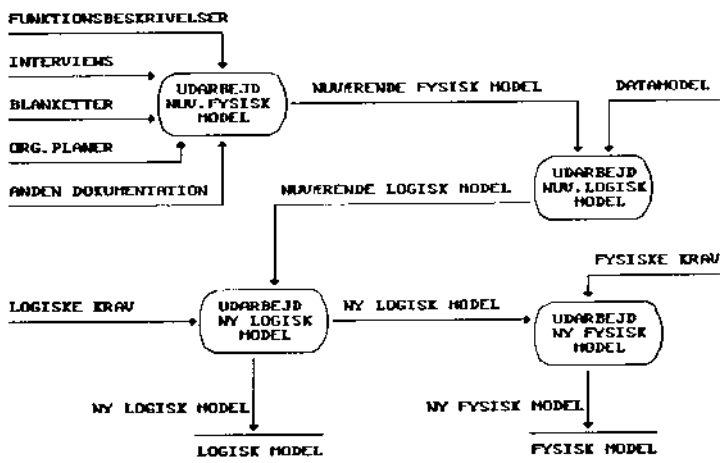 FUNKTIONSBESKRIVELSER
INTERVIEWS
BLANKETTER
ORG.PLANER
ANDEN DOKUMENTATION
UDARBEJD
NUV.FYSISK
MODEL
NUVÆRENDE FYSISK MODEL
DATAMODEL
UDARBEJD
NUV.LOGISK
MODEL
NUVÆRENDE LOGISK MODEL
FYSISKE KRAV
LOGISKE KRAV
UDARBEJD
NY LOGISK
MODEL
NY LOGISK MODEL
UDARBEJD
NY FYSISK
MODEL
NY LOGISK MODEL
NY FYSISK MODEL
LOGISK MODEL
FYSISK MODEL